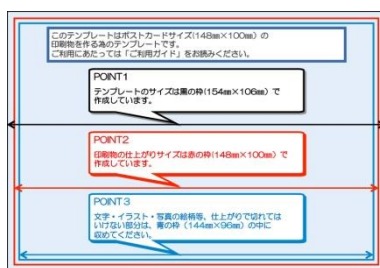 このテンプレートはポストカードサイズ(148㎜×100㎜)の
印刷物を作る為のテンプレートです。
ご利用にあたっては「ご利用ガイド」をお読みください。
POINT1
テンプレートのサイズは黒の枠(154㎜×106㎜)で
作成しています。
POINT2
印刷物の仕上がりサイズは赤の枠(148㎜×100㎜)で
作成しています。
POINT3
文字・イラスト・写真の絵柄等、仕上がりで切れては
いけない部分は、青の枠(144㎜×96㎜)の中に
収めてください。